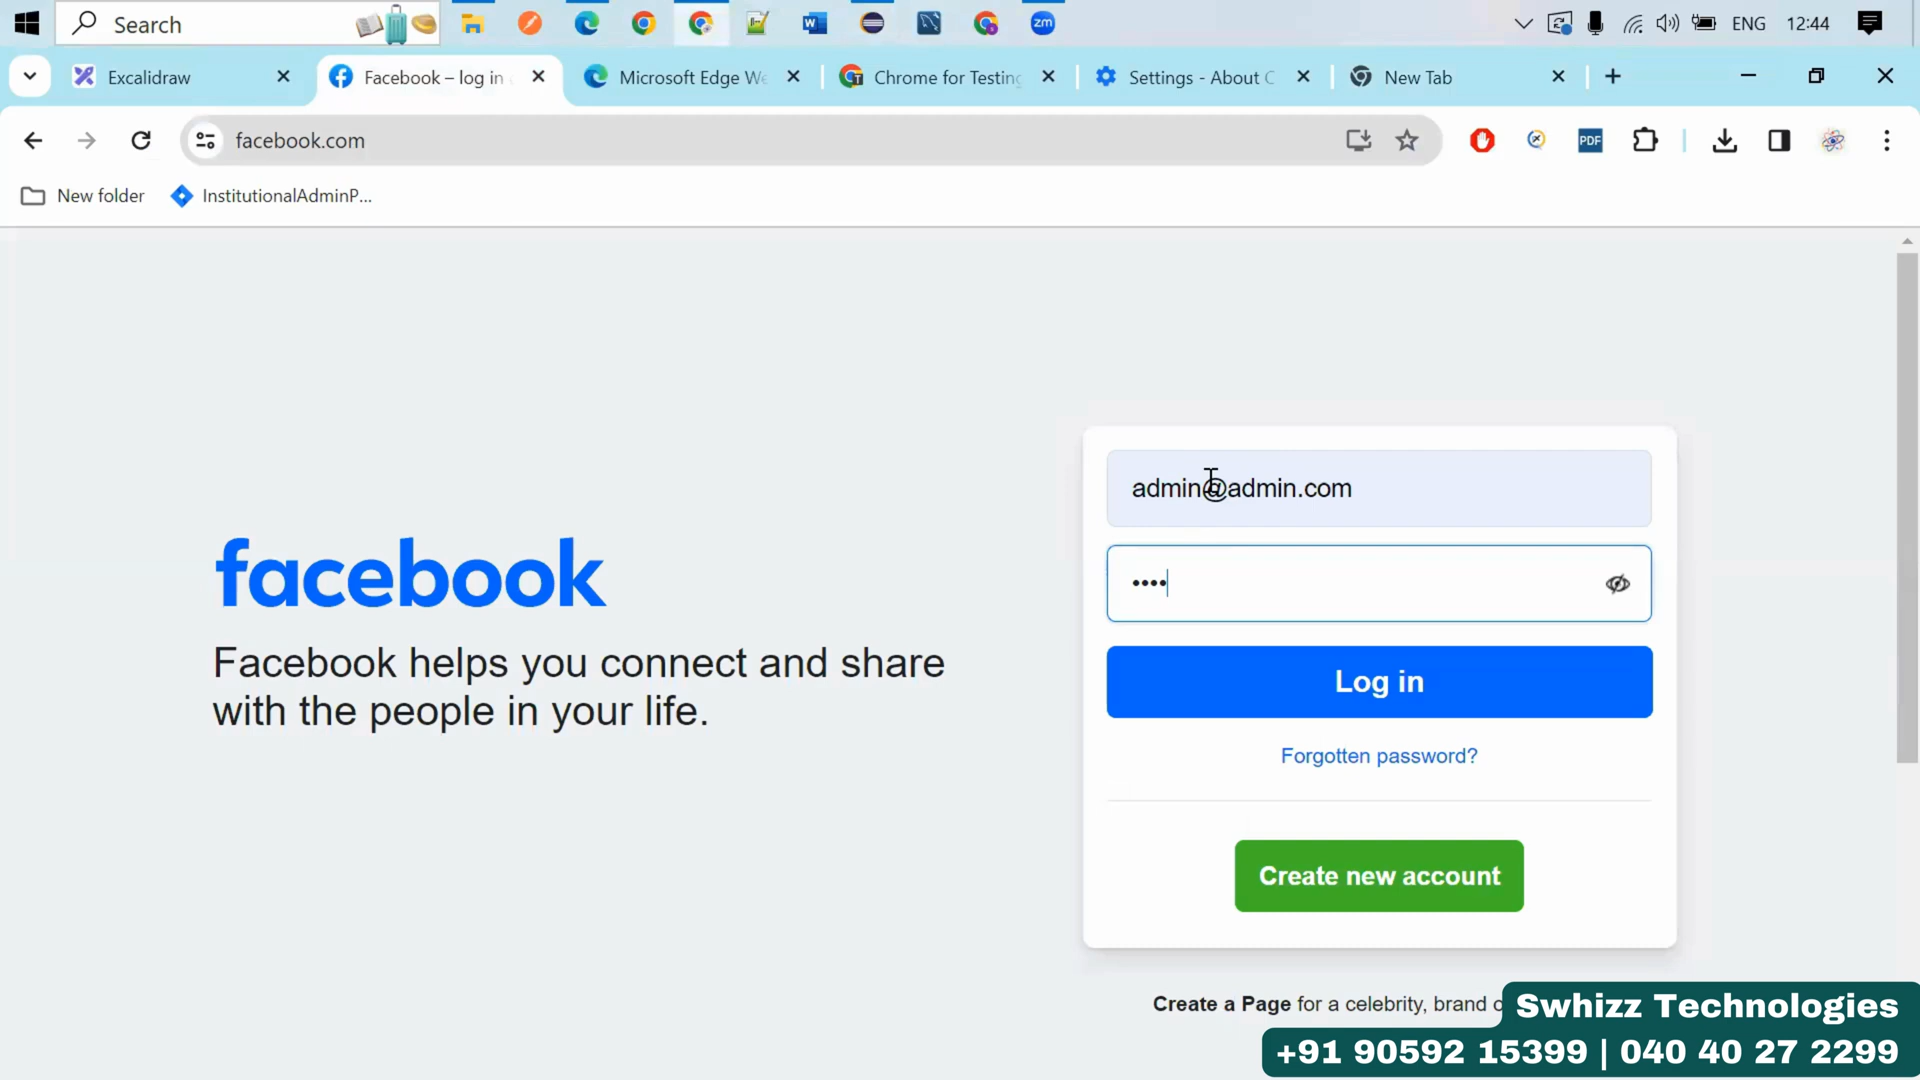 Search
zm
ENG
12:44
Excalidraw
Facebook – log in
Microsoft Edge We
Chrome for Testing
Settings - About C
New Tab
facebook.com
PDF
New folder
InstitutionalAdminP...
admin@admin.com
••••
facebook
Facebook helps you connect and share
with the people in your life.
Log in
Forgotten password?
Create new account
Create a Page for a celebrity, brand
Swhizz Technologies
+91 90592 15399 | 040 40 27 2299